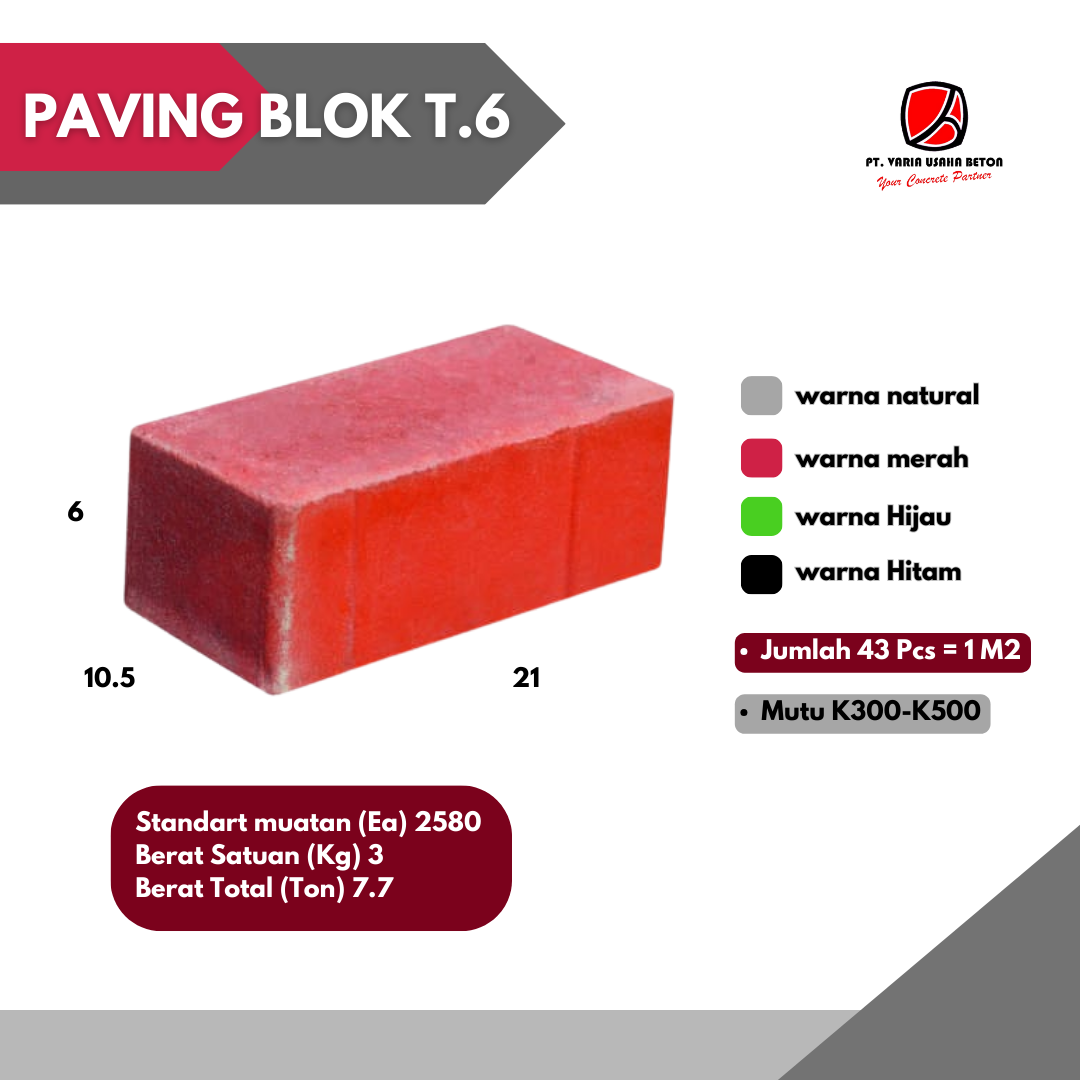 PAVING BLOK T.6
PT. VARIA USAHA BETON
Your Concrete Partner
warna natural
warna merah
6
warna Hijau
warna Hitam
• Jumlah 43 Pcs = 1 M2
10.5
21
• Mutu K300-K500
Standart muatan (Ea) 2580
Berat Satuan (Kg) 3
Berat Total (Ton) 7.7